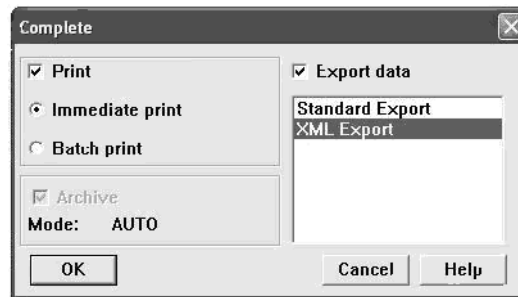 Complete
Print
Immediate print
Batch print
Export data
Standard Export
XML Export
Archive
Mode: AUTO
OK
Cancel
Help